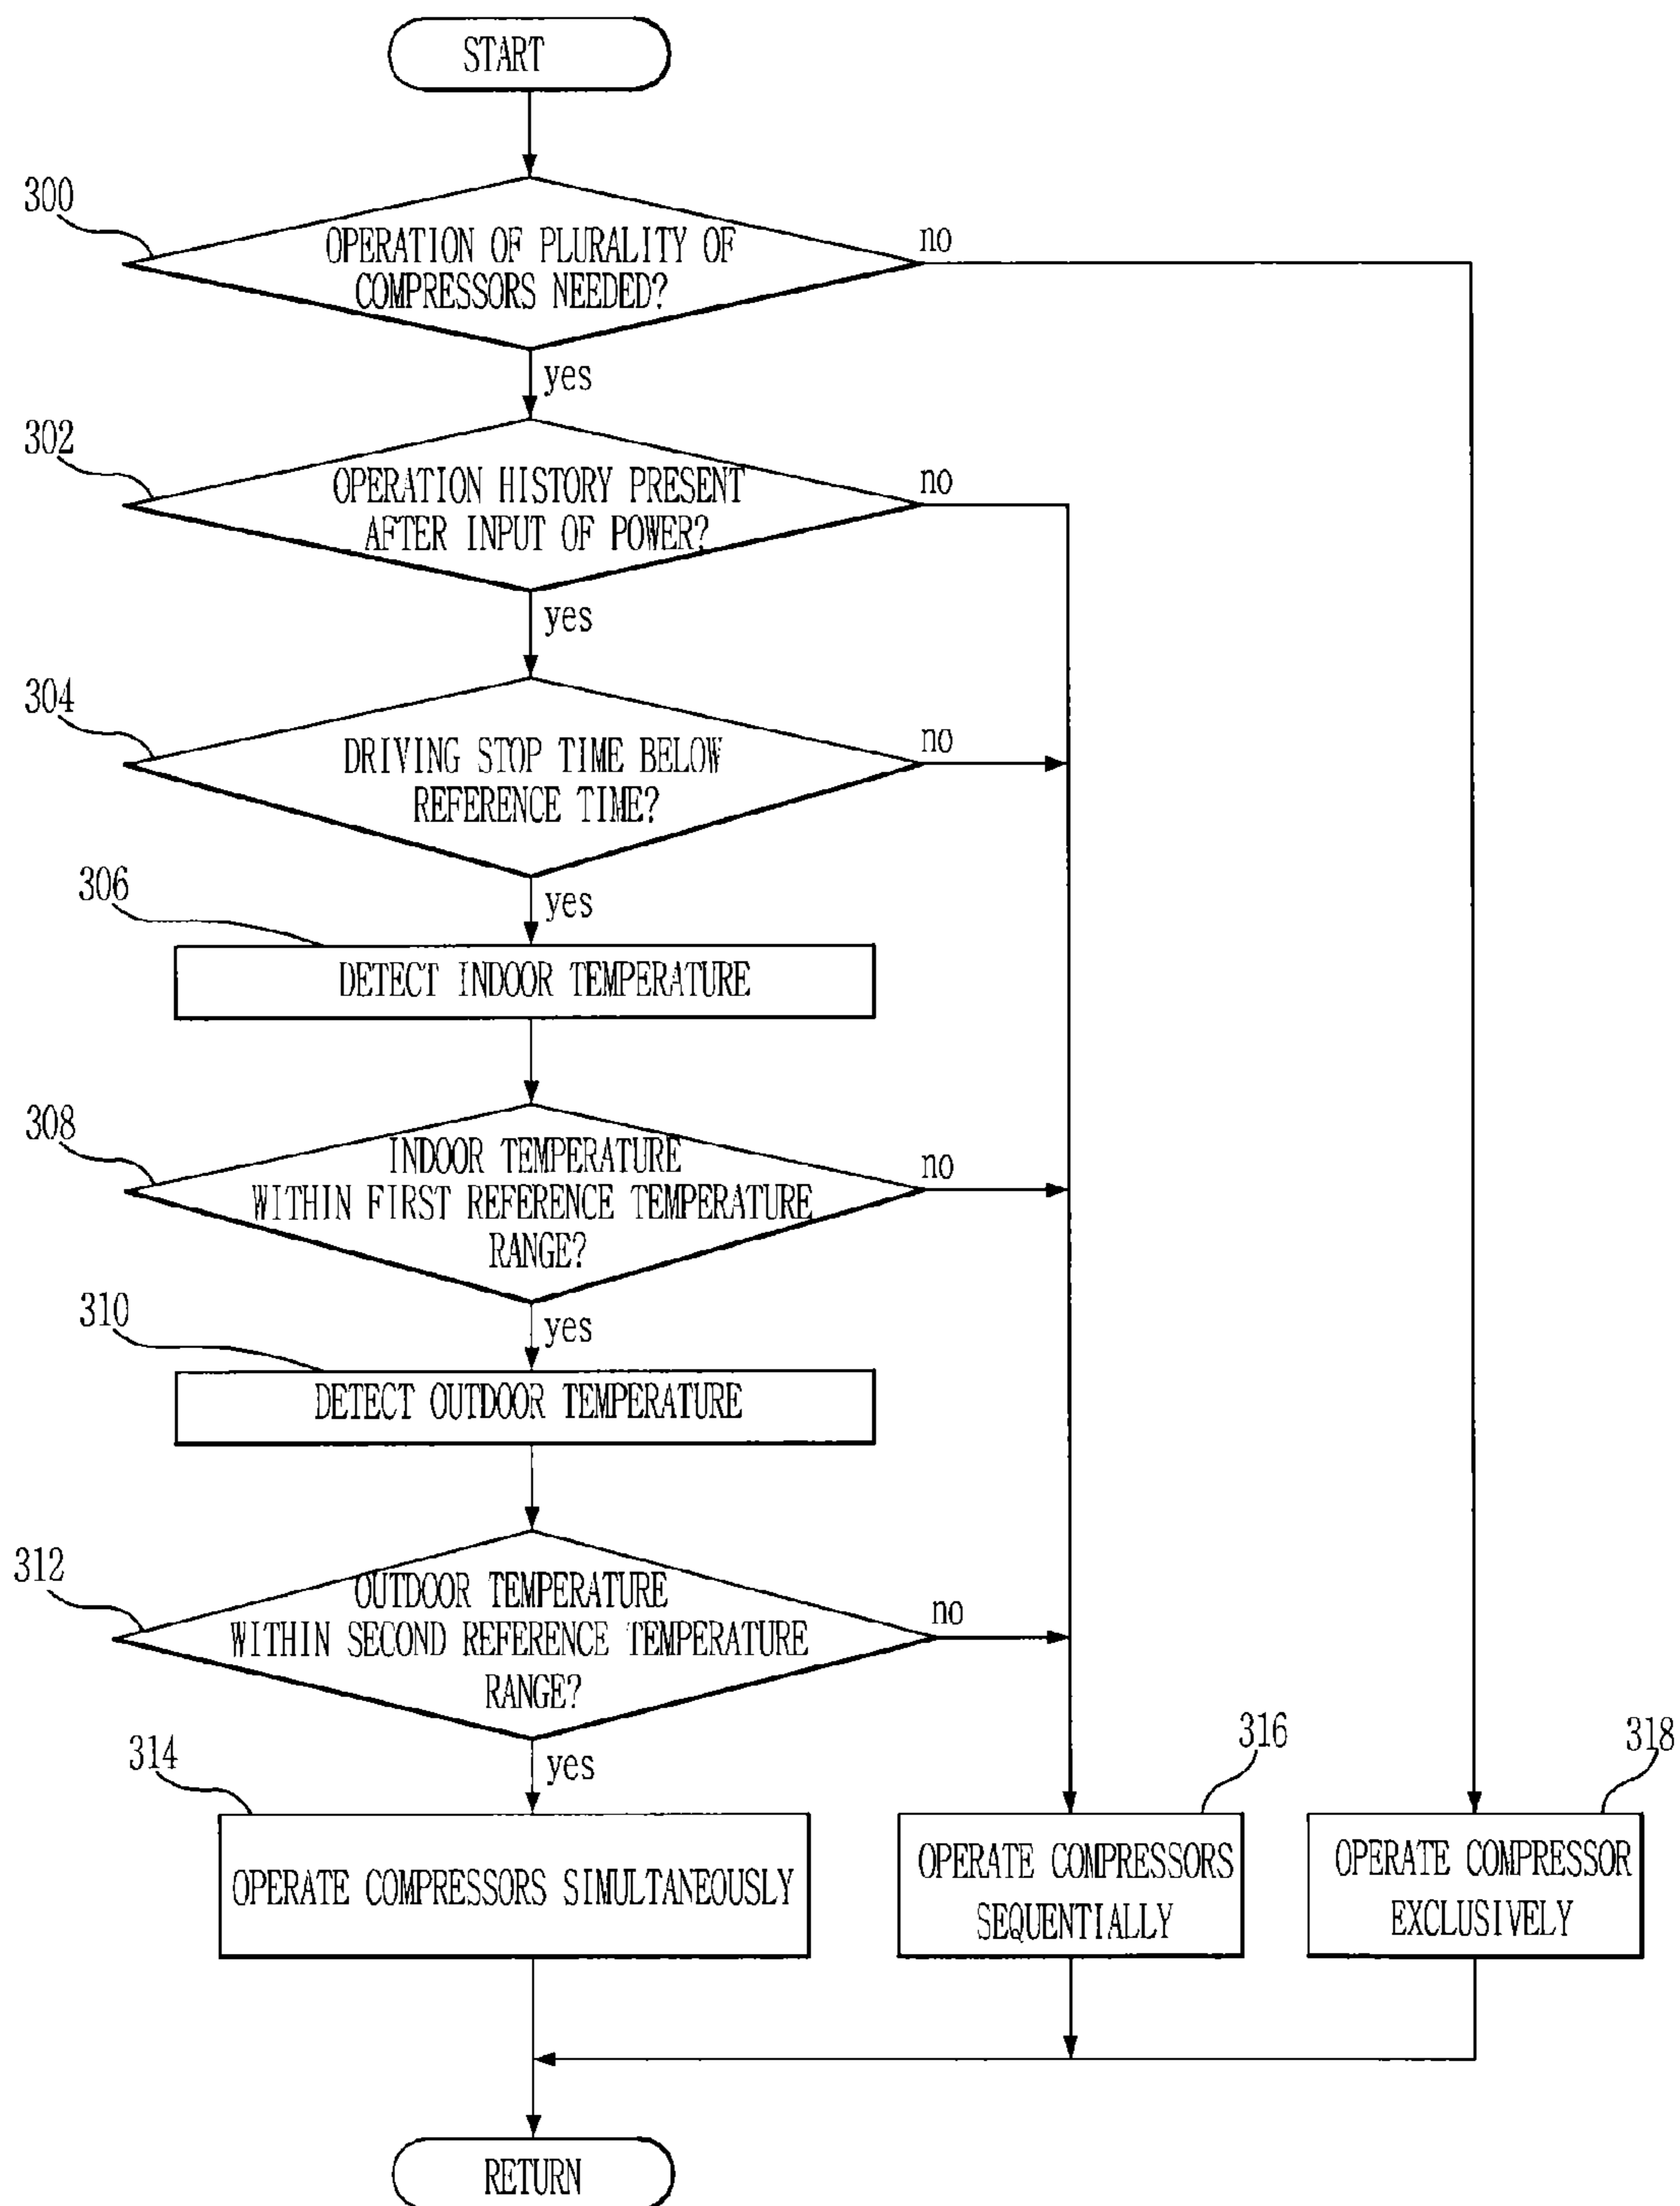 START
300
OPERATION OF PLURALITY OF
COMPRESSORS NEEDED?
no
yes
302
OPERATION HISTORY PRESENT
AFTER INPUT OF POWER?
no
yes
304
DRIVING STOP TIME BELOW
REFERENCE TIME?
no
yes
306
DETECT INDOOR TEMPERATURE
308
INDOOR TEMPERATURE
WITHIN FIRST REFERENCE TEMPERATURE
RANGE?
no
yes
310
DETECT OUTDOOR TEMPERATURE
312
OUTDOOR TEMPERATURE
WITHIN SECOND REFERENCE TEMPERATURE
RANGE?
no
yes
314
OPERATE COMPRESSORS SIMULTANEOUSLY
316
OPERATE COMPRESSORS
SEQUENTIALLY
318
OPERATE COMPRESSOR
EXCLUSIVELY
RETURN